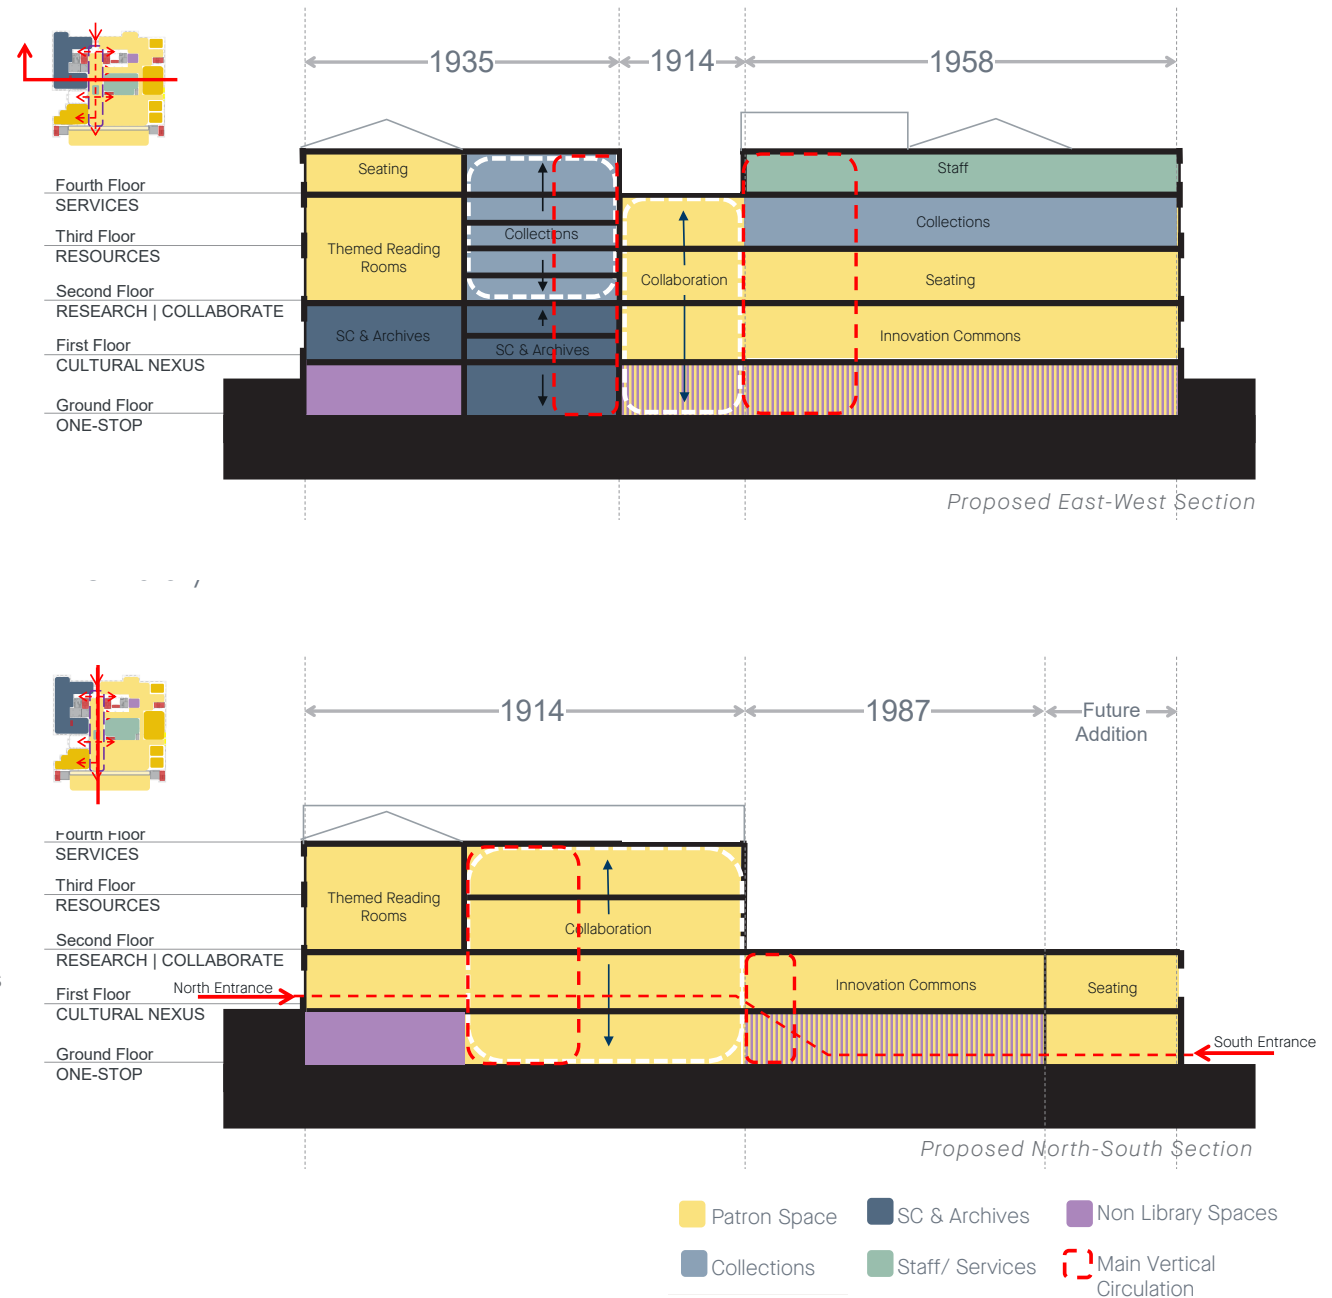 1935
1914
1958
Seating
Staff
Fourth Floor
SERVICES
Third Floor
RESOURCES
Second Floor
RESEARCH | COLLABORATE
First Floor
CULTURAL NEXUS
Ground Floor
ONE-STOP
Collections
Collections
Themed Reading
Rooms
Collaboration
Seating
SC & Archives
SC & Archives
Innovation Commons
Proposed East-West Section
1914
1987
Future
Addition
Fourth Floor
SERVICES
Third Floor
RESOURCES
Second Floor
RESEARCH | COLLABORATE
First Floor
CULTURAL NEXUS
Ground Floor
ONE-STOP
Themed Reading
Rooms
Collaboration
North Entrance
Innovation Commons
Seating
South Entrance
Proposed North-South Section
Patron Space
SC & Archives
Non Library Spaces
Collections
Staff/ Services
Main Vertical
Circulation